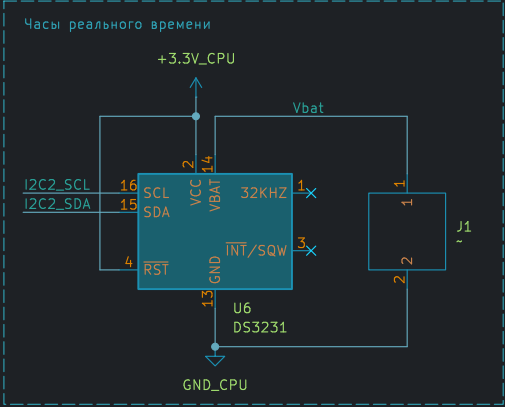 Часы реального времени
+3.3V_CPU
Vbat
2
14
1
I2C2_SCL
16
SCL
VCC
VBAT
32KHZ
1
1
I2C2_SDA
15
SDA
J1
~
INT/SQW
3
4
RST
GND
2
2
13
U6
DS3231
GND_CPU